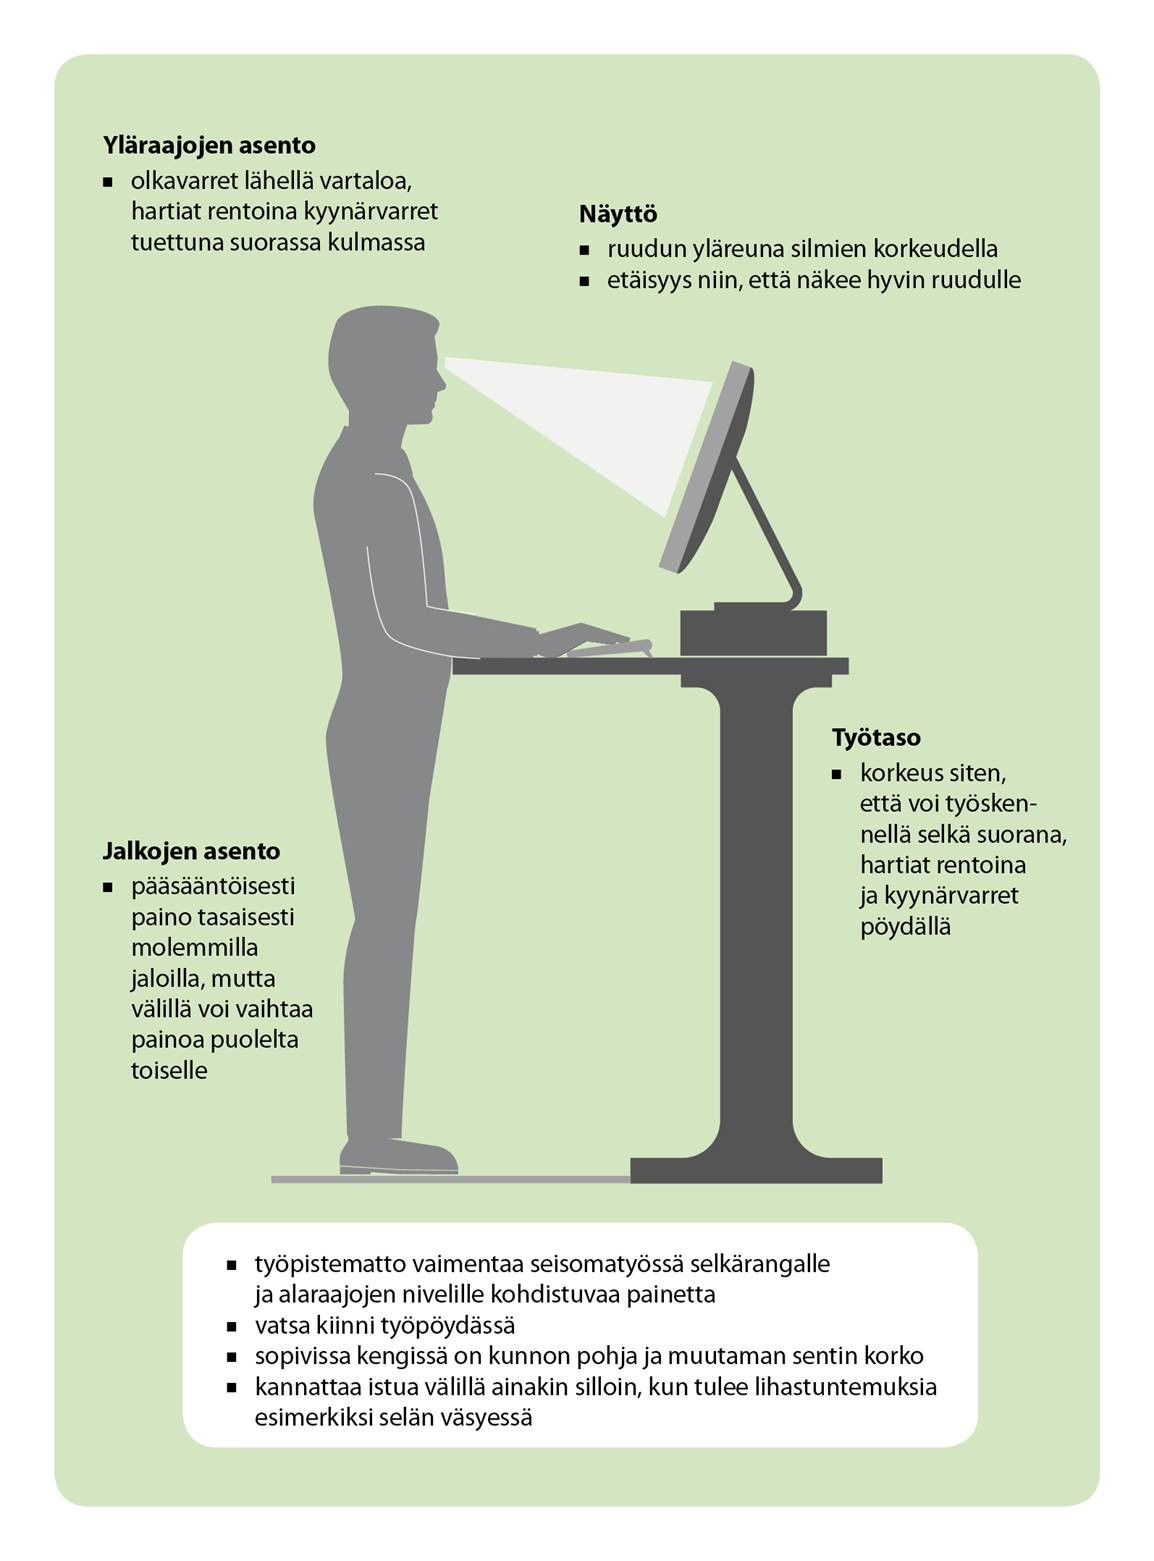 Yläraajojen asento
▪ olkavarret lähellä vartaloa,
hartiat rentoina kyynärvarret
tuettuna suorassa kulmassa
Näyttö
▪ ruudun yläreuna silmien korkeudella
▪ etäisyys niin, että näkee hyvin ruudulle
Työtaso
▪ korkeus siten,
että voi työsken-
nellä selkä suorana,
hartiat rentoina
ja kyynärvarret
pöydällä
Jalkojen asento
▪ pääsääntöisesti
paino tasaisesti
molemmilla
jaloilla, mutta
välillä voi vaihtaa
painoa puolelta
toiselle
▪ työpistematto vaimentaa seisomatyössä selkärangalle
ja alaraajojen nivelille kohdistuvaa painetta
▪ vatsa kiinni työpöydässä
▪ sopivissa kengissä on kunnon pohja ja muutaman sentin korko
▪ kannattaa istua välillä ainakin silloin, kun tulee lihastuntemuksia
esimerkiksi selän väsyessä